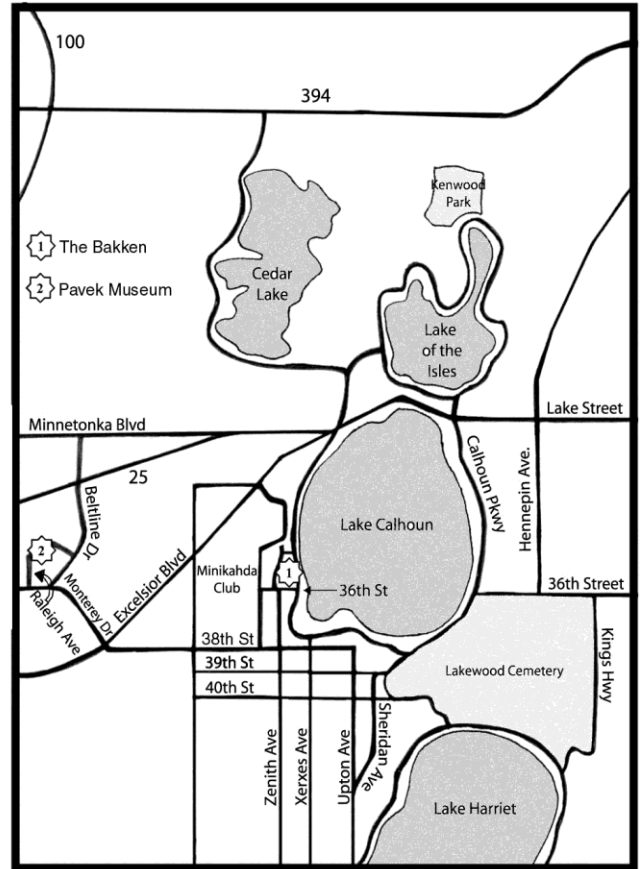 100
394
Kenwood
Park
1 The Bakken
2 Pavek Museum
Cedar
Lake
Lake
of the
Isles
Lake Street
Minnetonka Blvd
25
Beltline Dr
Calhoun Pkwy
Hennepin Ave.
Lake Calhoun
2
Excelsior Blvd
Minikahda
Club
1
36th St
36th Street
Monterey Dr
Raleigh Ave
38th St
39th St
40th St
Lakewood Cemetery
Kings Hwy
Zenith Ave
Xerxes Ave
Upton Ave
Sheridan Ave
Lake Harriet